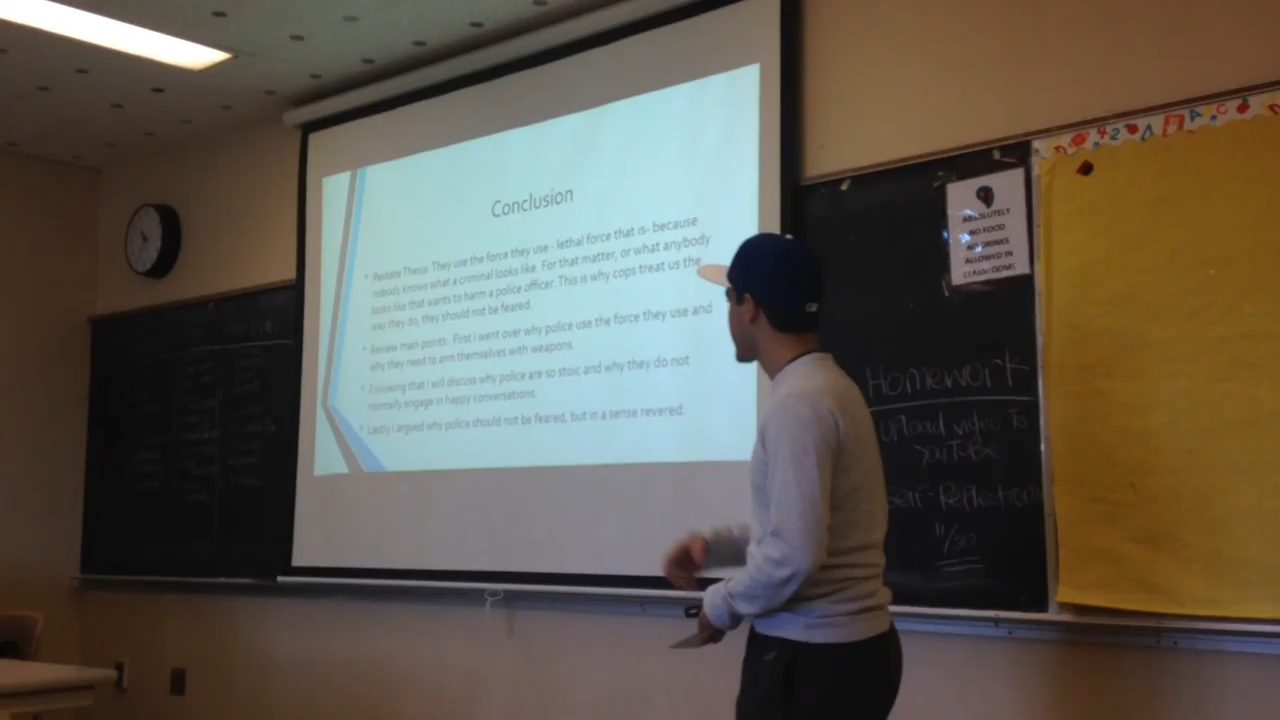 Conclusion
Restate Thesis: They use the force they use - lethal force that is- because
nobody knows what a criminal looks like. For that matter, or what anybody
looks like that wants to harm a police officer. This is why cops treat us the
way they do, they should not be feared.
Review main points: First I went over why police use the force they use and
why they need to arm themselves with weapons.
Following that I will discuss why police are so stoic and why they do not
normally engage in happy conversations.
Lastly I argued why police should not be feared, but in a sense revered.
ABSOLUTELY
NO FOOD
NO DRINKS
ALLOWED IN
CLASSROOMS
Homework
Upload video To
YouTube
Self-Reflection
11/30